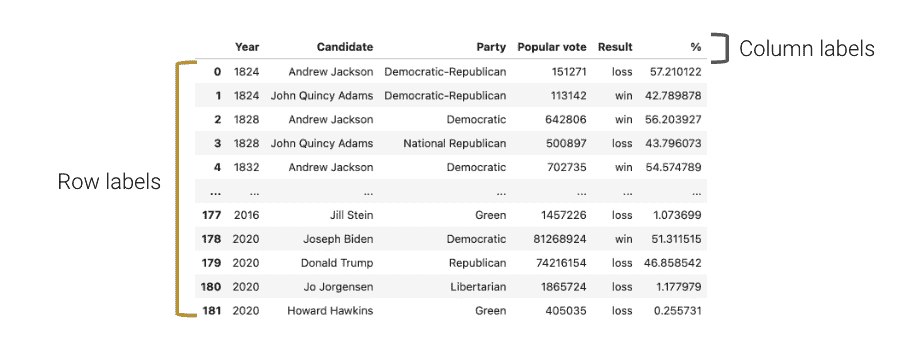 Year Candidate Party Popular vote Result %
Column labels
0 1824 Andrew Jackson Democratic-Republican 151271 loss 57.210122
1 1824 John Quincy Adams Democratic-Republican 113142 win 42.789878
2 1828 Andrew Jackson Democratic 642806 win 56.203927
3 1828 John Quincy Adams National Republican 500897 loss 43.796073
4 1832 Andrew Jackson Democratic 702735 win 54.574789
Row labels
... ... ... ... ... ... ...
177 2016 Jill Stein Green 1457226 loss 1.073699
178 2020 Joseph Biden Democratic 81268924 win 51.311515
179 2020 Donald Trump Republican 74216154 loss 46.858542
180 2020 Jo Jorgensen Libertarian 1865724 loss 1.177979
181 2020 Howard Hawkins Green 405035 loss 0.255731